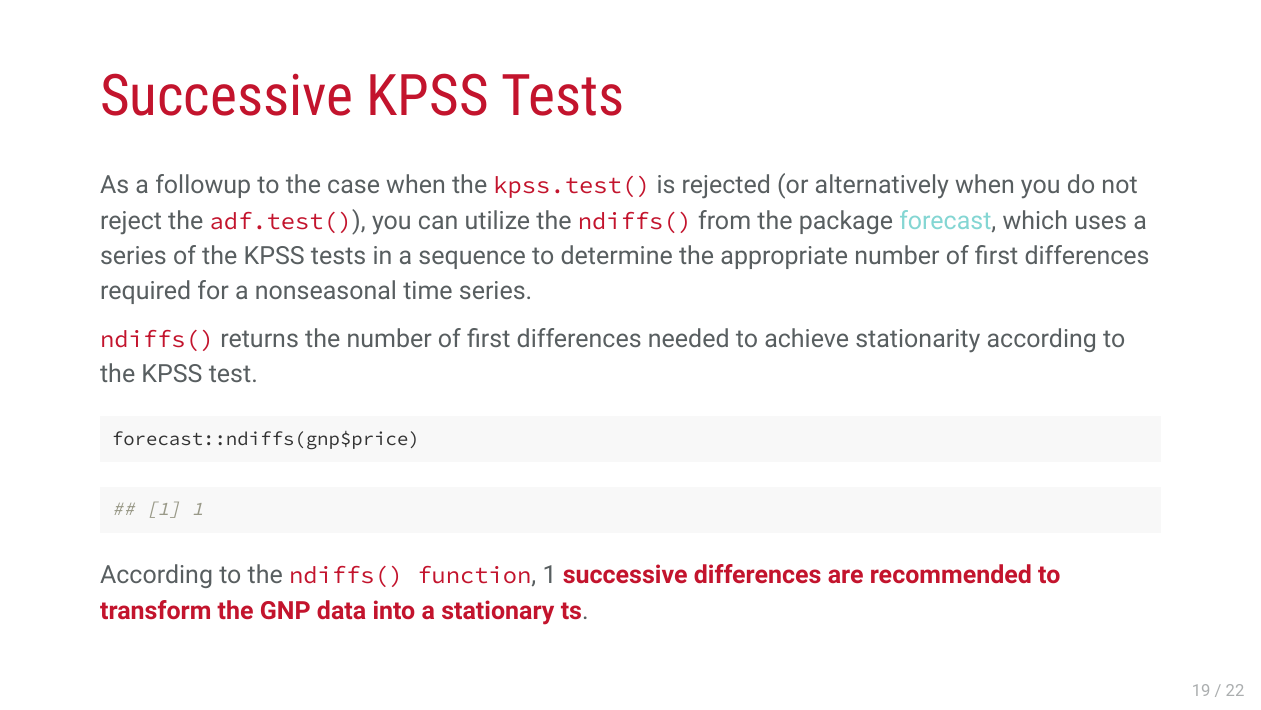 Successive KPSS Tests
As a followup to the case when the kpss.test() is rejected (or alternatively when you do not
reject the adf.test()), you can utilize the ndiffs() from the package forecast, which uses a
series of the KPSS tests in a sequence to determine the appropriate number of first differences
required for a nonseasonal time series.
ndiffs() returns the number of first differences needed to achieve stationarity according to
the KPSS test.
forecast::ndiffs(gnp$price)
## [1] 1
According to the ndiffs() function, 1 successive differences are recommended to
transform the GNP data into a stationary ts.
19 / 22